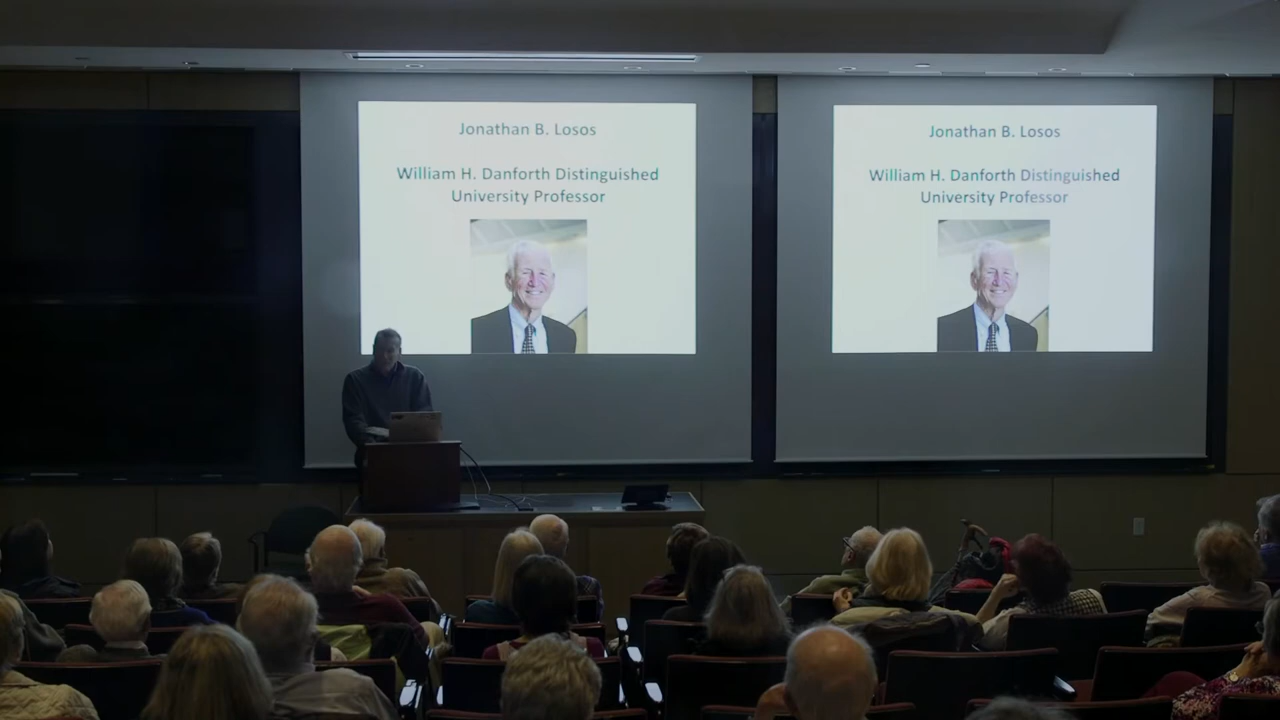 Jonathan B. Losos
William H. Danforth Distinguished
University Professor
Jonathan B. Losos
William H. Danforth Distinguished
University Professor